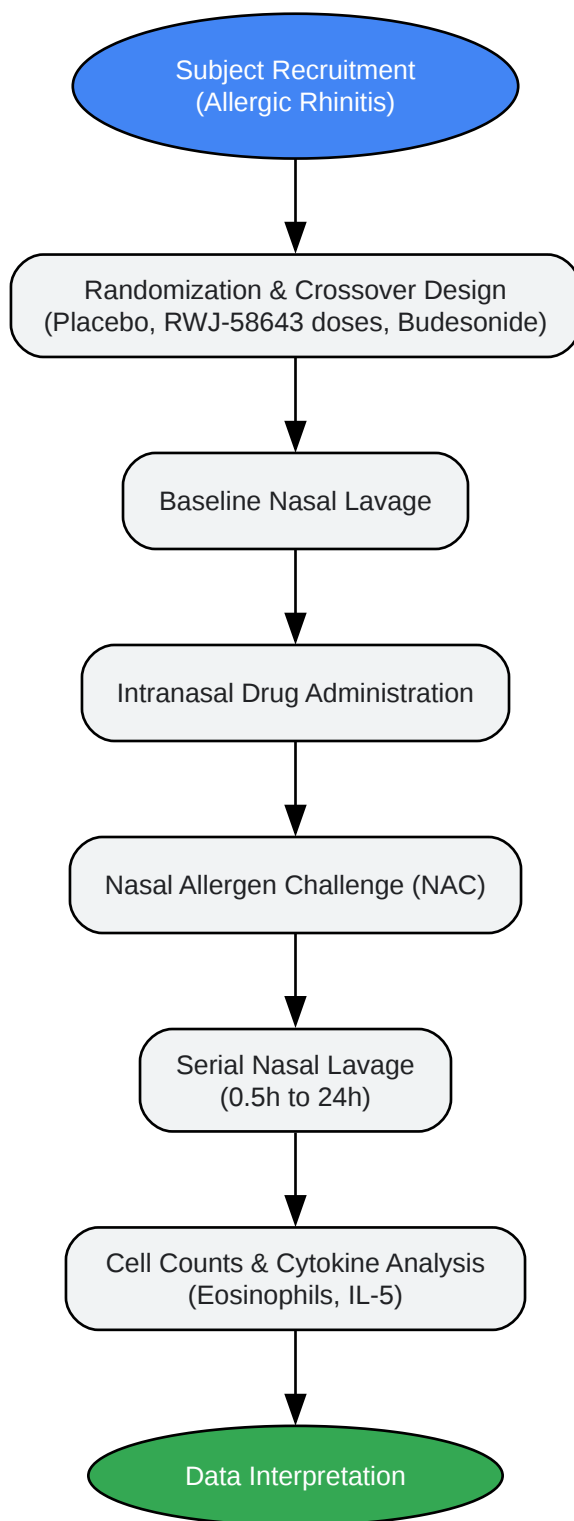 Subject Recruitment
(Allergic Rhinitis)
Randomization & Crossover Design
(Placebo, RWJ-58643 doses, Budesonide)
Baseline Nasal Lavage
Intranasal Drug Administration
Nasal Allergen Challenge (NAC)
Serial Nasal Lavage
(0.5h to 24h)
Cell Counts & Cytokine Analysis
(Eosinophils, IL-5)
Data Interpretation